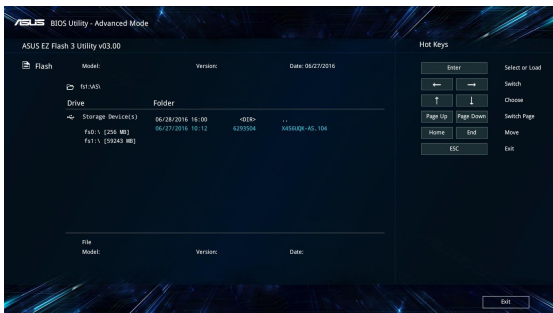 ASUS BIOS Utility - Advanced Mode
ASUS EZ Flash 3 Utility v03.00
Hot Keys
Flash
Model: Version: Date: 06/27/2016
fs1:\AS\
Drive Folder
Storage Device(s)
fs0:\ [256 MB]
fs1:\ [59243 MB]
06/28/2016 16:00 <DIR> ..
06/27/2016 10:12 6293504 X456UQK-AS.104
File
Model: Version: Date:
Enter Select or Load
← → Switch
↑ ↓ Choose
Page Up Page Down Switch Page
Home End Move
ESC Exit
Exit